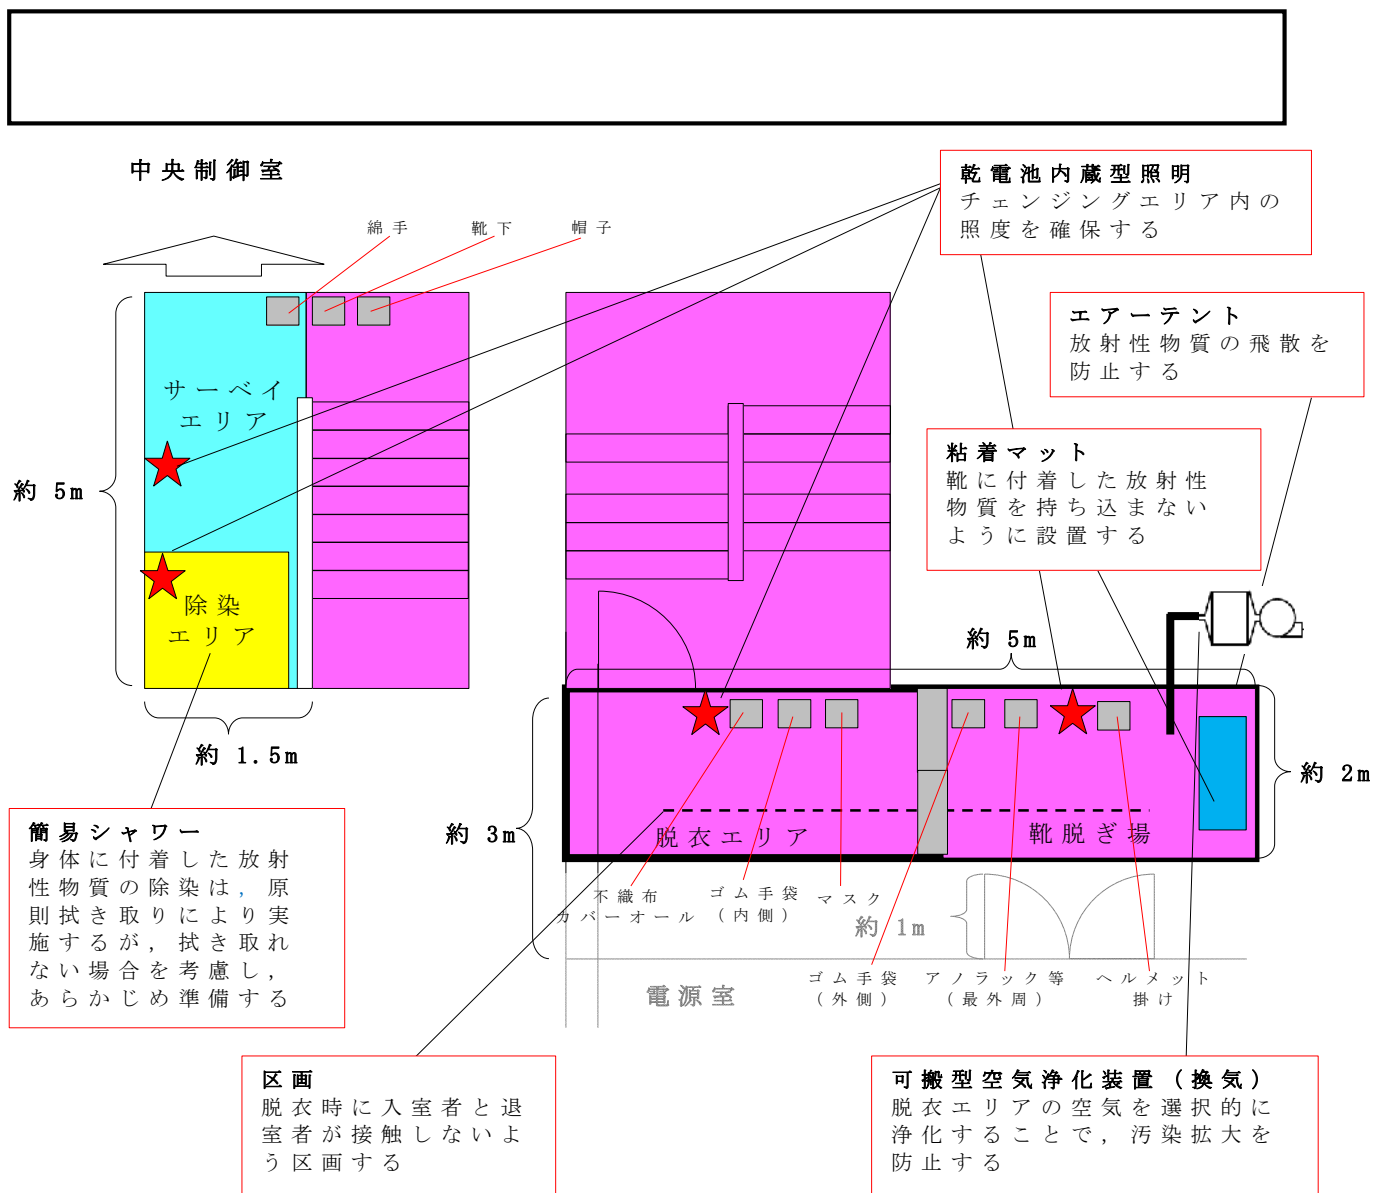 中央制御室
綿手
靴下
帽子
乾電池内蔵型照明
チェンジングエリア内の
照度を確保する
エアーテント
放射性物質の飛散を
防止する
サーベイ
エリア
粘着マット
靴に付着した放射性
物質を持ち込まない
ように設置する
約 5m
除染
エリア
約 5m
約 1.5m
約 2m
約 3m
脱衣エリア
靴脱ぎ場
簡易シャワー
身体に付着した放射
性物質の除染は，原
則拭き取りにより実
施するが，拭き取れ
ない場合を考慮し，
あらかじめ準備する
不織布
カバーオール
ゴム手袋
（内側）
マスク
約 1m
電源室
ゴム手袋
（外側）
アノラック等
（最外周）
ヘルメット
掛け
区画
脱衣時に入室者と退
室者が接触しないよ
う区画する
可搬型空気浄化装置（換気）
脱衣エリアの空気を選択的に
浄化することで，汚染拡大を
防止する